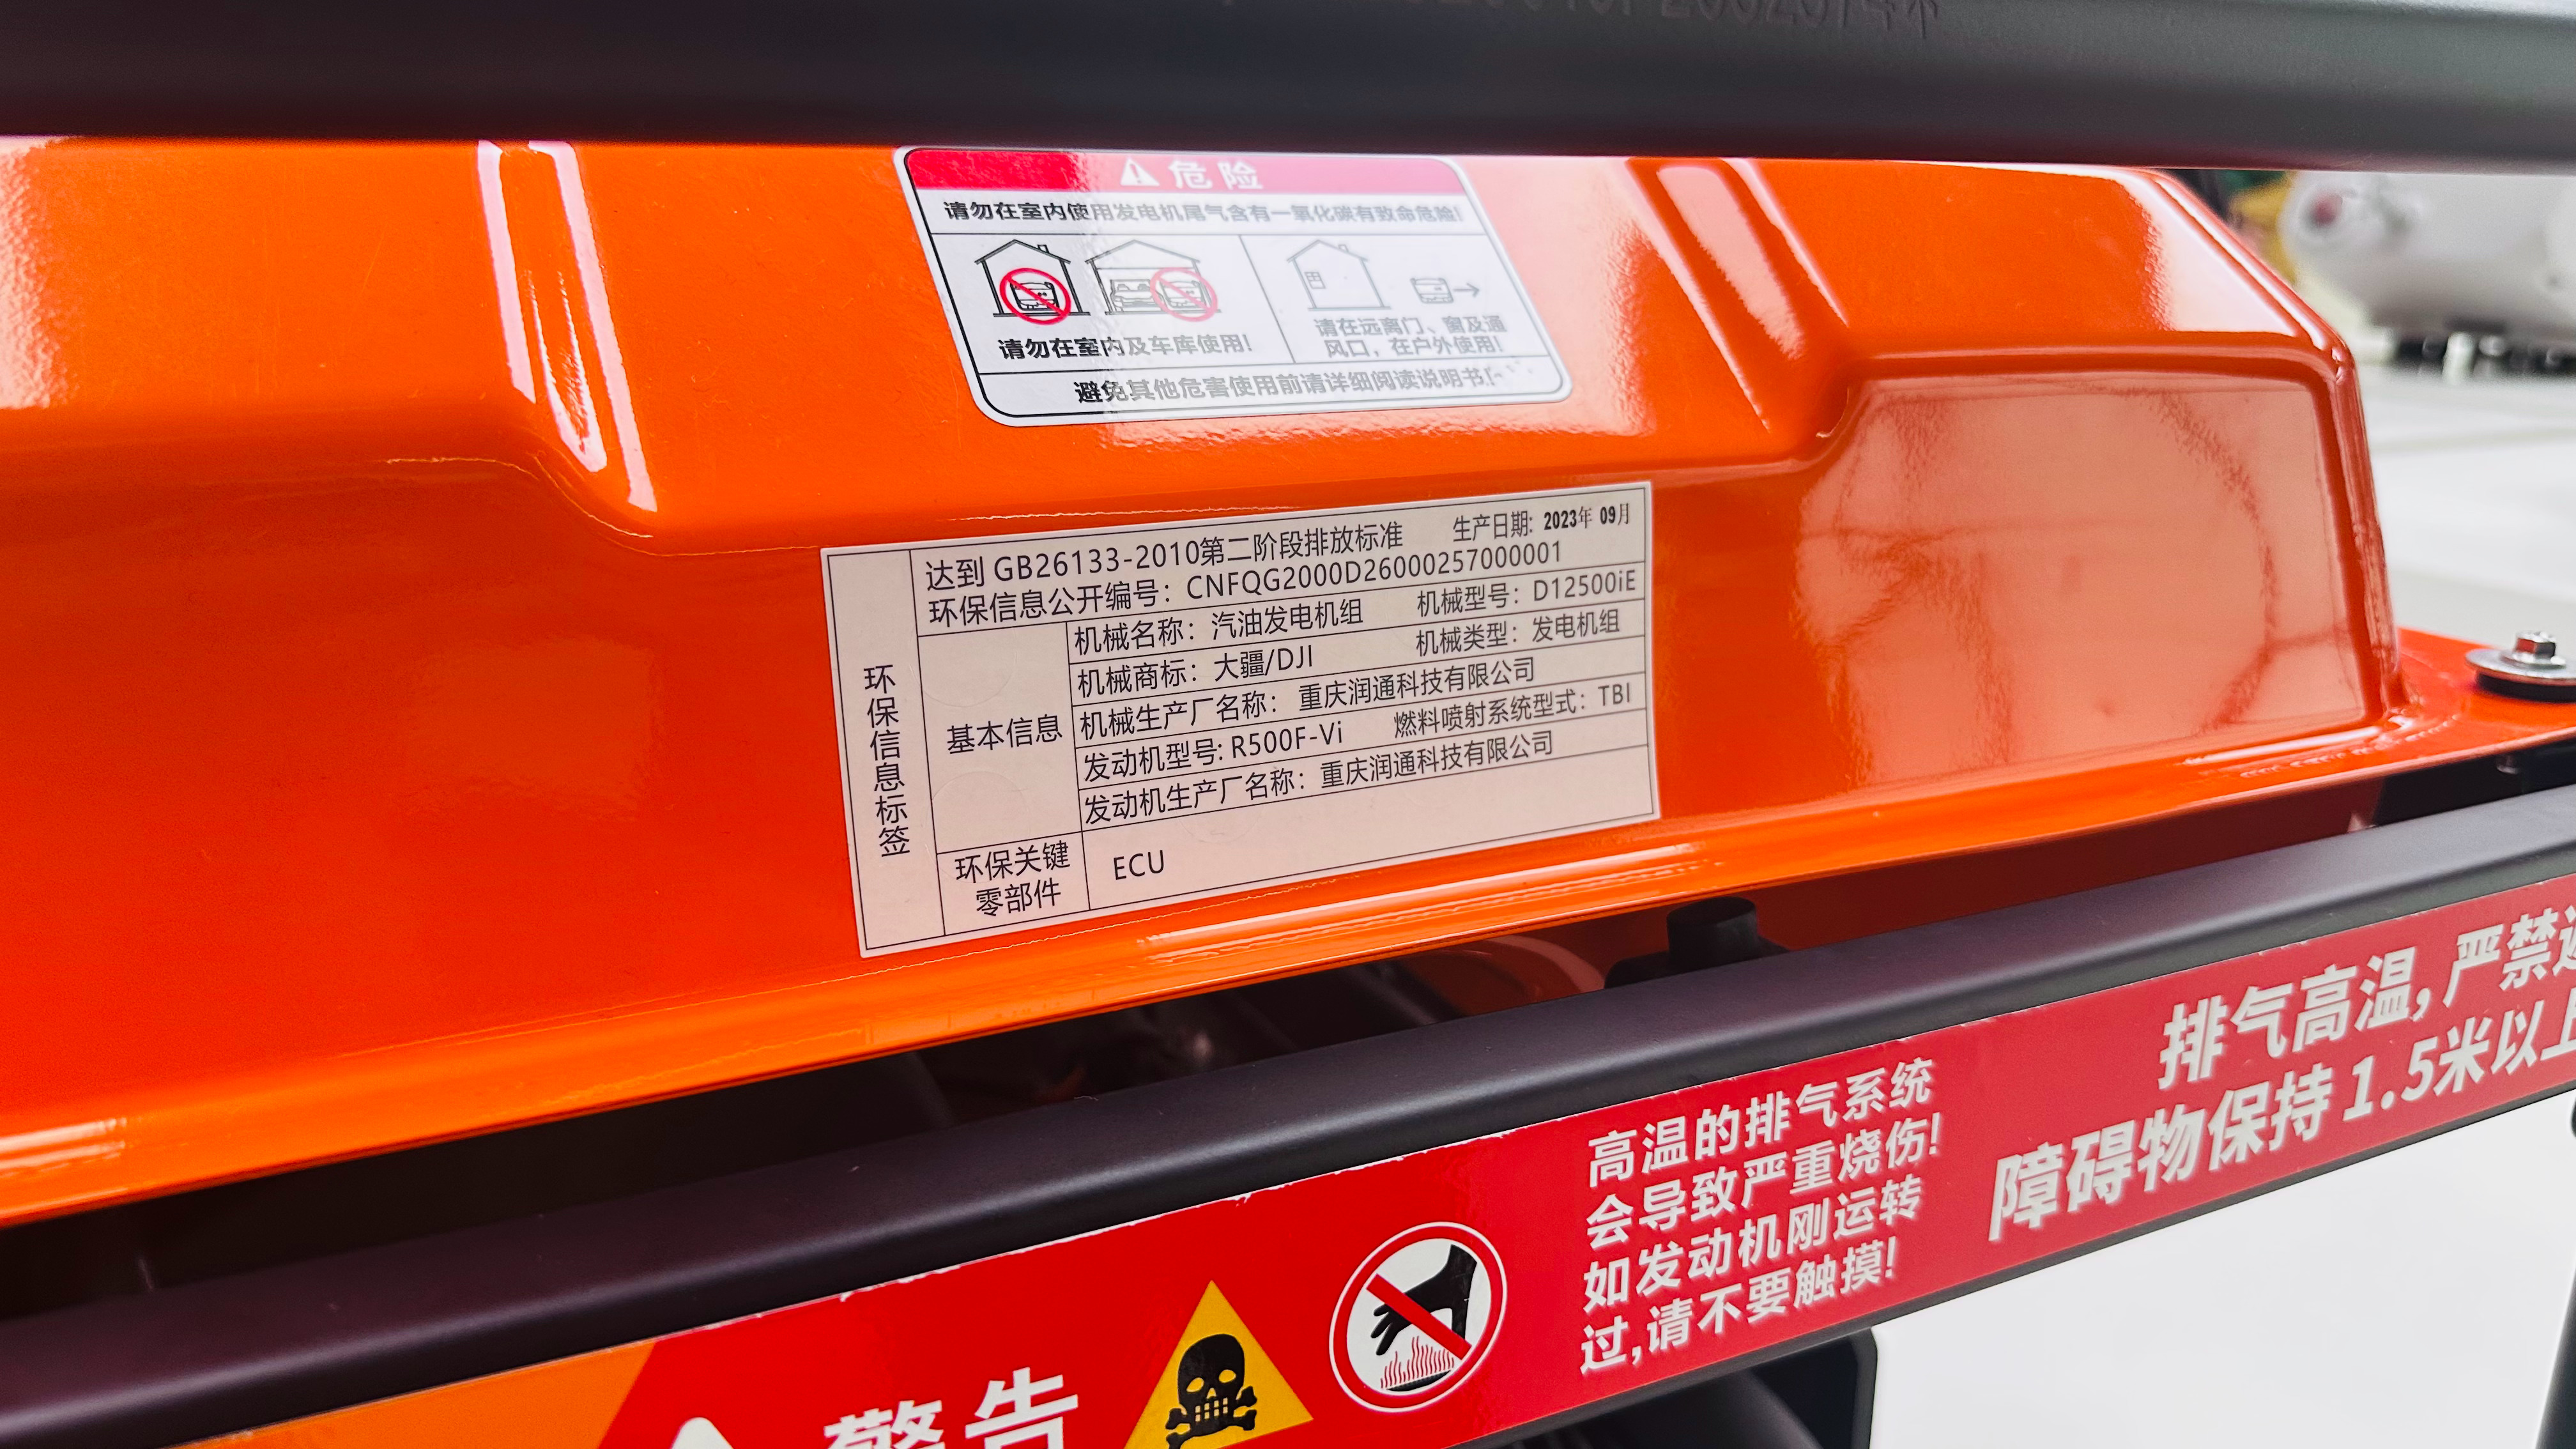 危险
请勿在室内使用发电机尾气含有一氧化碳有致命危险!
请勿在室内及车库使用!
请在远离门、窗及通
风口，在户外使用!
避免其他危害使用前请详细阅读说明书!
环保信息标签
达到 GB26133-2010第二阶段排放标准 生产日期: 2023年 09月
环保信息公开编号：CNFQG2000D26000257000001
基本信息
机械名称：汽油发电机组 机械型号：D12500iE
机械商标：大疆/DJI 机械类型：发电机组
机械生产厂名称：重庆润通科技有限公司
发动机型号: R500F-Vi 燃料喷射系统型式：TBI
发动机生产厂名称：重庆润通科技有限公司
环保关键
零部件
ECU
警告
高温的排气系统
会导致严重烧伤!
如发动机刚运转
过,请不要触摸!
排气高温,严禁
障碍物保持 1.5米以上